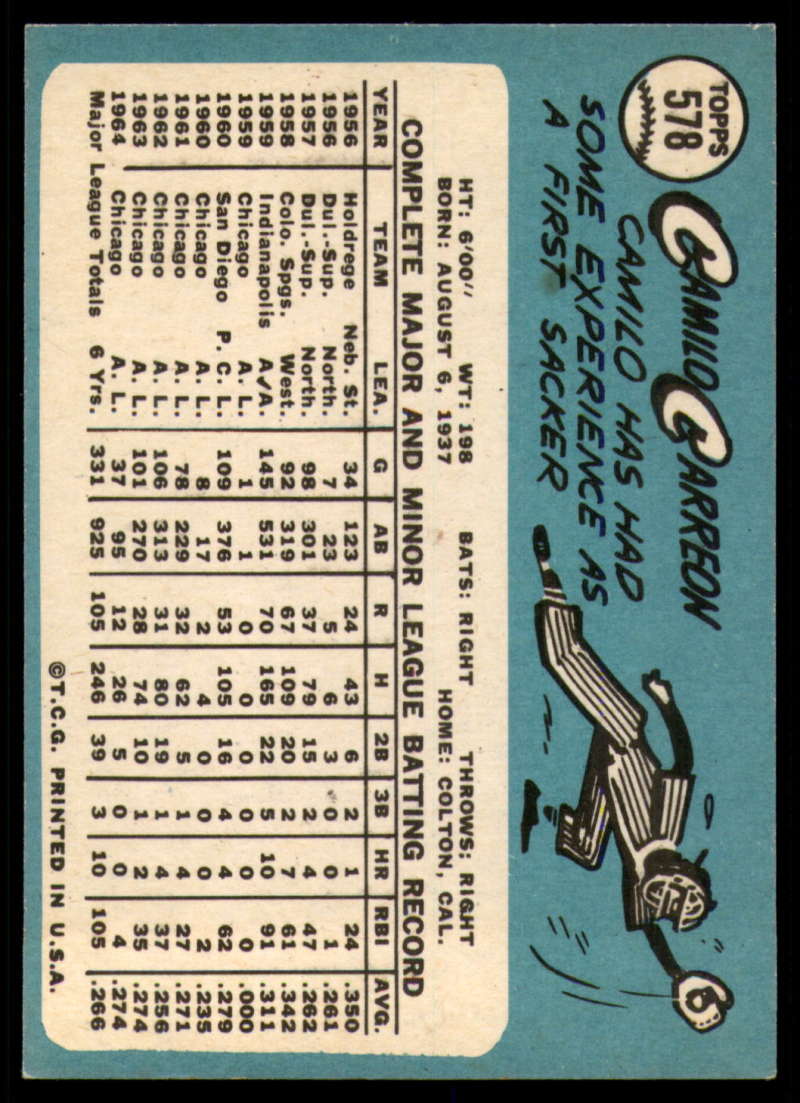 TOPPS
578
CAMILO CARREON
CAMILO HAS HAD
SOME EXPERIENCE AS
A FIRST SACKER
HT: 6'00" WT: 198 BATS: RIGHT THROWS: RIGHT
BORN: AUGUST 6, 1937 HOME: COLTON, CAL.
COMPLETE MAJOR AND MINOR LEAGUE BATTING RECORD
YEAR TEAM LEA. G AB R H 2B 3B HR RBI AVG.
1956 Holdrege Neb. St. 34 123 24 43 6 2 1 24 .350
1956 Dul.-Sup. North. 7 23 5 6 3 0 0 1 .261
1957 Dul.-Sup. North. 98 301 37 79 15 2 4 47 .262
1958 Colo. Spgs. West. 92 319 67 109 20 2 7 61 .342
1959 Indianapolis A.A. 145 531 70 165 22 5 10 91 .311
1959 Chicago A. L. 1 1 0 0 0 0 0 0 .000
1960 San Diego P. C. L. 109 376 53 105 16 4 4 62 .279
1960 Chicago A. L. 8 17 2 4 0 0 0 2 .235
1961 Chicago A. L. 78 229 32 62 5 1 4 27 .271
1962 Chicago A. L. 106 313 31 80 19 1 4 37 .256
1963 Chicago A. L. 101 270 28 74 10 1 2 35 .274
1964 Chicago A. L. 37 95 12 26 5 0 0 4 .274
Major League Totals 6 Yrs. 331 925 105 246 39 3 10 105 .266
©T.C.G. PRINTED IN U.S.A.